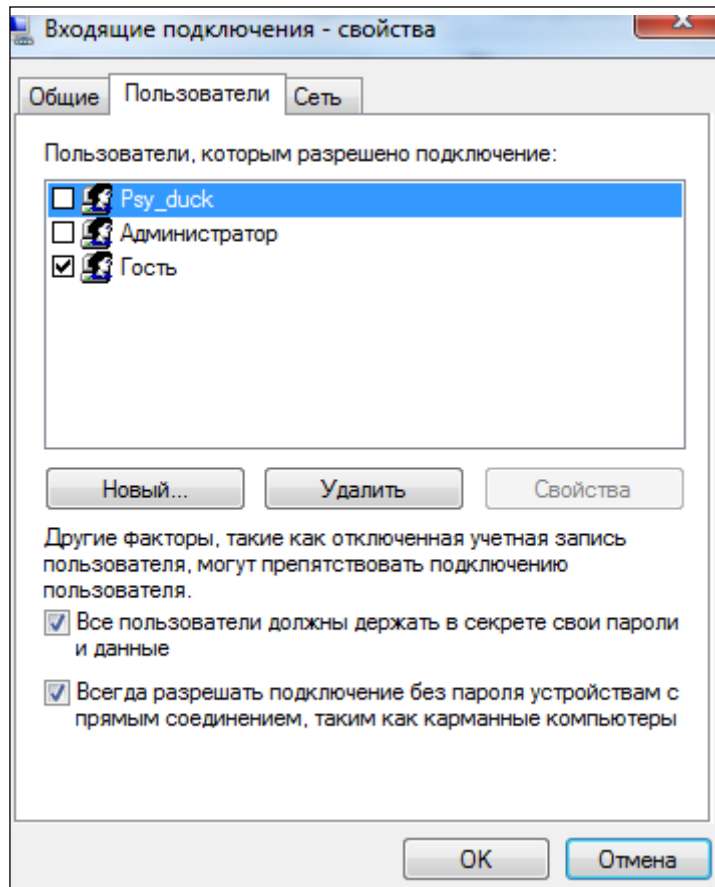 Входящие подключения - свойства
Общие Пользователи Сеть
Пользователи, которым разрешено подключение:
Psy_duck
Администратор
Гость
Новый... Удалить Свойства
Другие факторы, такие как отключенная учетная запись
пользователя, могут препятствовать подключению
пользователя.
Все пользователи должны держать в секрете свои пароли
и данные
Всегда разрешать подключение без пароля устройствам с
прямым соединением, таким как карманные компьютеры
OK Отмена